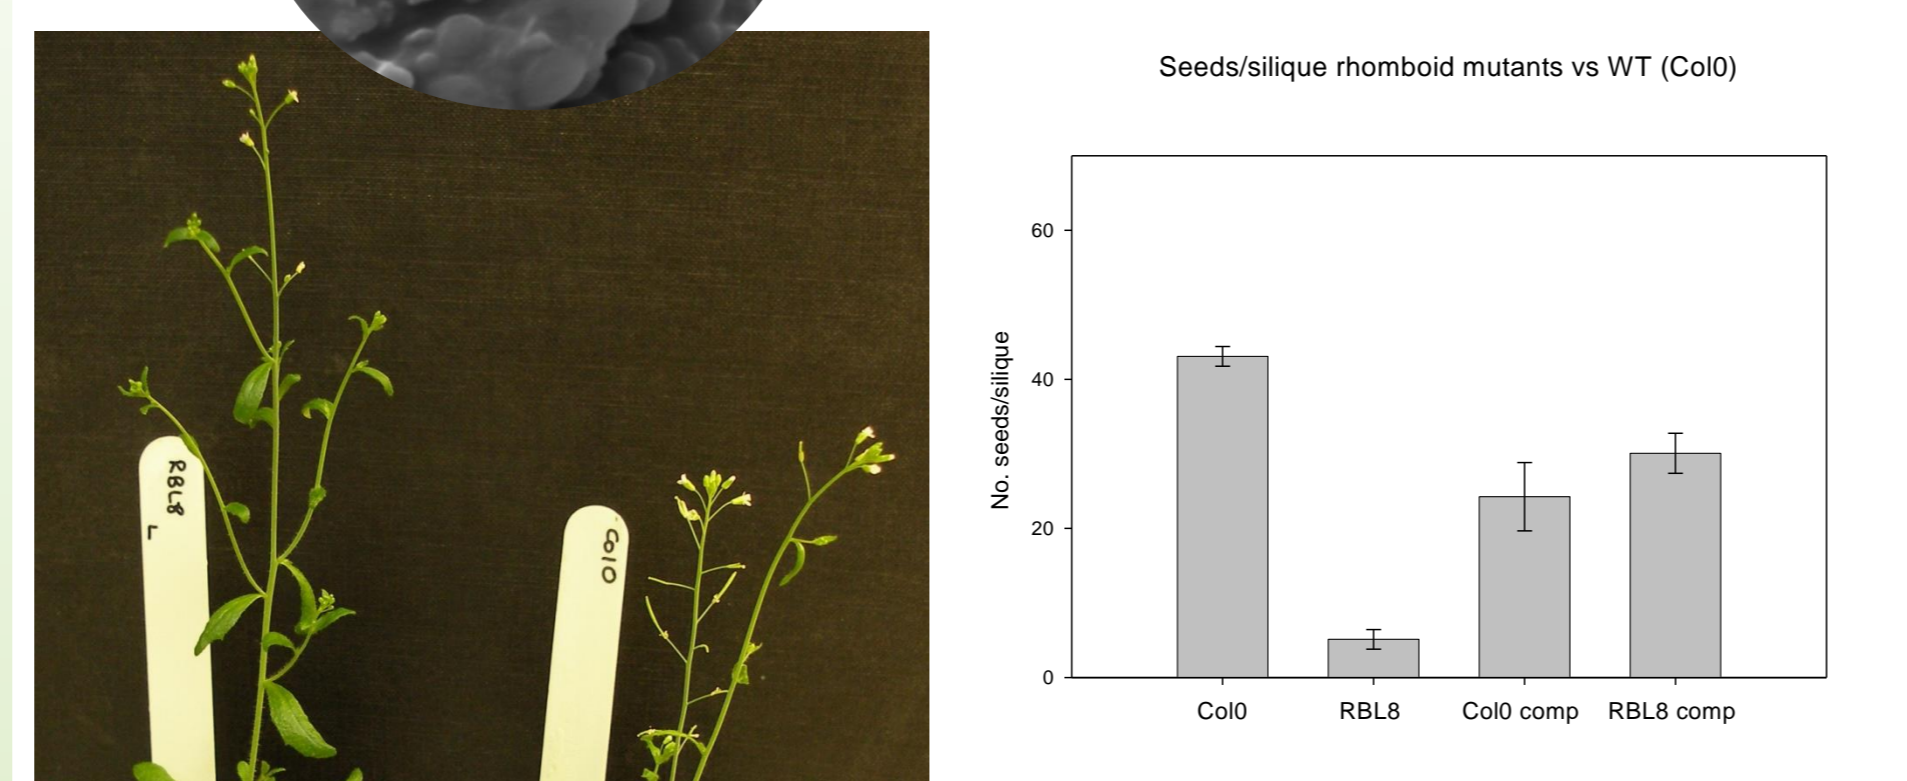 RBL8
L
Col0
Seeds/silique rhomboid mutants vs WT (Col0)
No. seeds/silique
60
40
20
0
Col0
RBL8
Col0 comp
RBL8 comp